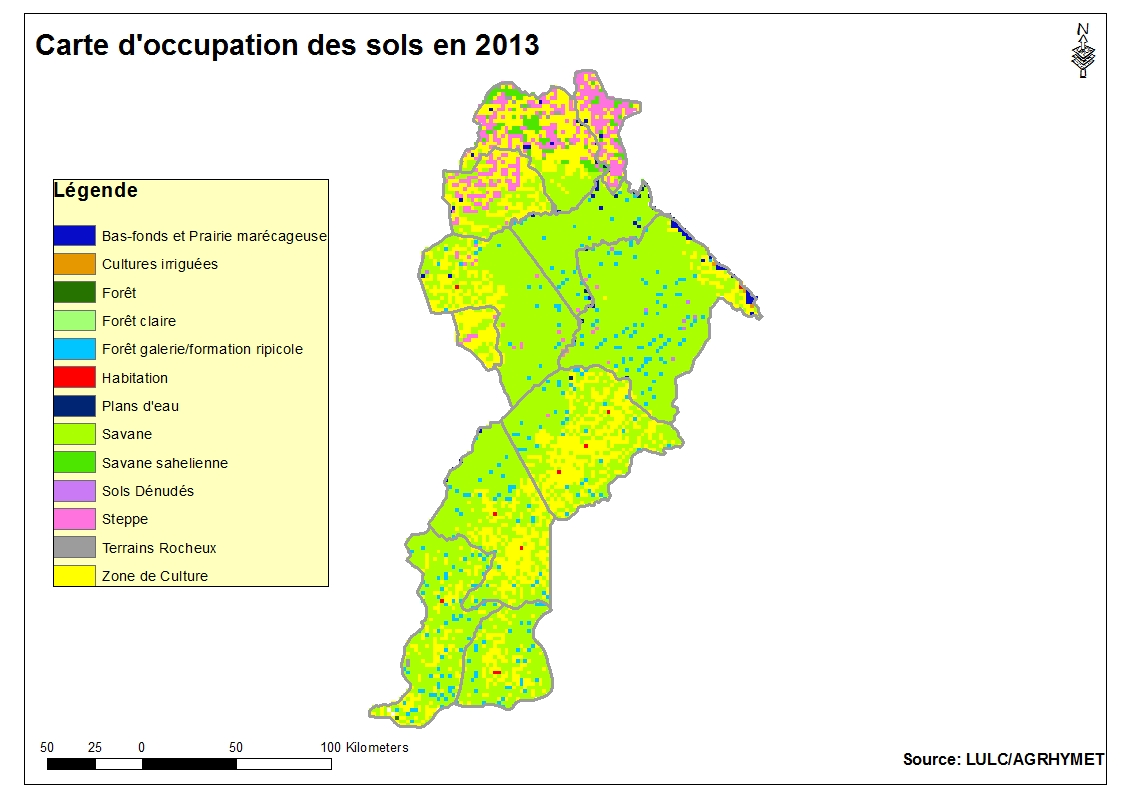 Carte d'occupation des sols en 2013
N
Légende
Bas-fonds et Prairie marécageuse
Cultures irriguées
Forêt
Forêt claire
Forêt galerie/formation ripicole
Habitation
Plans d'eau
Savane
Savane sahelienne
Sols Dénudés
Steppe
Terrains Rocheux
Zone de Culture
50 25 0 50 100 Kilometers
Source: LULC/AGRHYMET